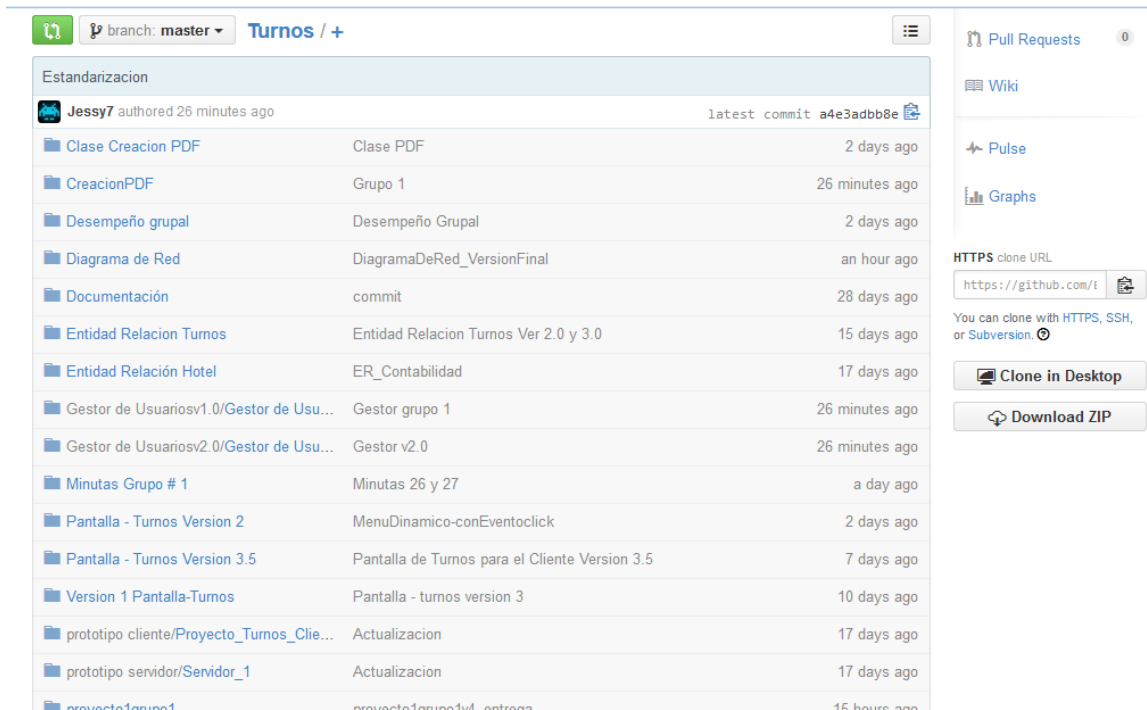 branch: master Turnos / +
Estandarizacion
Jessy7 authored 26 minutes ago latest commit a4e3adbb8e
Clase Creacion PDF Clase PDF 2 days ago
CreacionPDF Grupo 1 26 minutes ago
Desempeño grupal Desempeño Grupal 2 days ago
Diagrama de Red DiagramaDeRed_VersionFinal an hour ago
Documentación commit 28 days ago
Entidad Relacion Turnos Entidad Relacion Turnos Ver 2.0 y 3.0 15 days ago
Entidad Relación Hotel ER_Contabilidad 17 days ago
Gestor de Usuariosv1.0/Gestor de Usu... Gestor grupo 1 26 minutes ago
Gestor de Usuariosv2.0/Gestor de Usu... Gestor v2.0 26 minutes ago
Minutas Grupo # 1 Minutas 26 y 27 a day ago
Pantalla - Turnos Version 2 MenuDinamico-conEventoclick 2 days ago
Pantalla - Turnos Version 3.5 Pantalla de Turnos para el Cliente Version 3.5 7 days ago
Version 1 Pantalla-Turnos Pantalla - turnos version 3 10 days ago
prototipo cliente/Proyecto_Turnos_Clie... Actualizacion 17 days ago
prototipo servidor/Servidor_1 Actualizacion 17 days ago
proyecto1grupo1 proyecto1grupo1v4_entrega 15 hours ago
Pull Requests 0
Wiki
Pulse
Graphs
HTTPS clone URL
https://github.com/E
You can clone with HTTPS, SSH,
or Subversion.
Clone in Desktop
Download ZIP